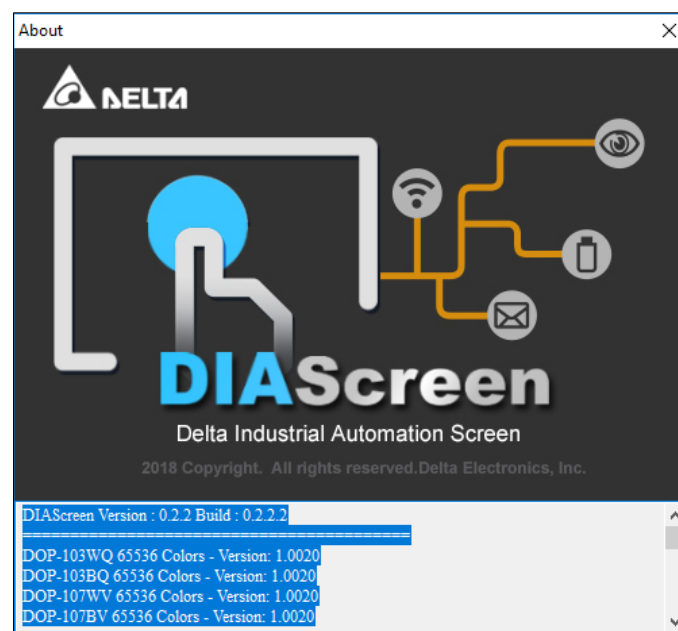 About
DELTA
DIAScreen
Delta Industrial Automation Screen
2018 Copyright. All rights reserved.Delta Electronics, Inc.
DIAScreen Version : 0.2.2 Build : 0.2.2.2
===========================================
DOP-103WQ 65536 Colors - Version: 1.0020
DOP-103BQ 65536 Colors - Version: 1.0020
DOP-107WV 65536 Colors - Version: 1.0020
DOP-107BV 65536 Colors - Version: 1.0020